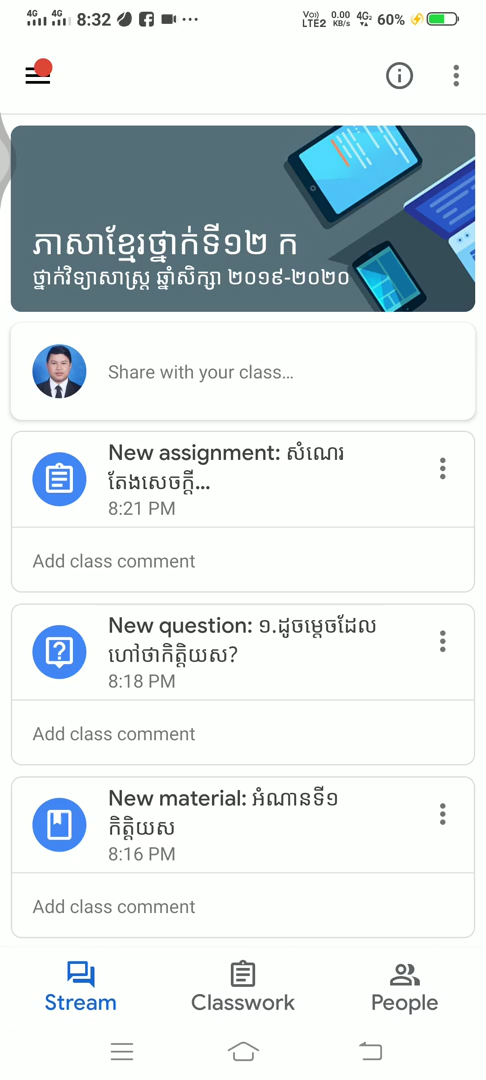 4G 4G 8:32 ... Vo)) LTE2 0.00 KB/s 4G 60%
ភាសាខ្មែរថ្នាក់ទី១២ ក
ថ្នាក់វិទ្យាសាស្ត្រ ឆ្នាំសិក្សា ២០១៩-២០២០
Share with your class...
New assignment: សំណេរ
តែងសេចក្តី...
8:21 PM
Add class comment
New question: ១.ដូចម្តេចដែល
ហៅថាកិត្តិយស?
8:18 PM
Add class comment
New material: អំណានទី១
កិត្តិយស
8:16 PM
Add class comment
Stream Classwork People